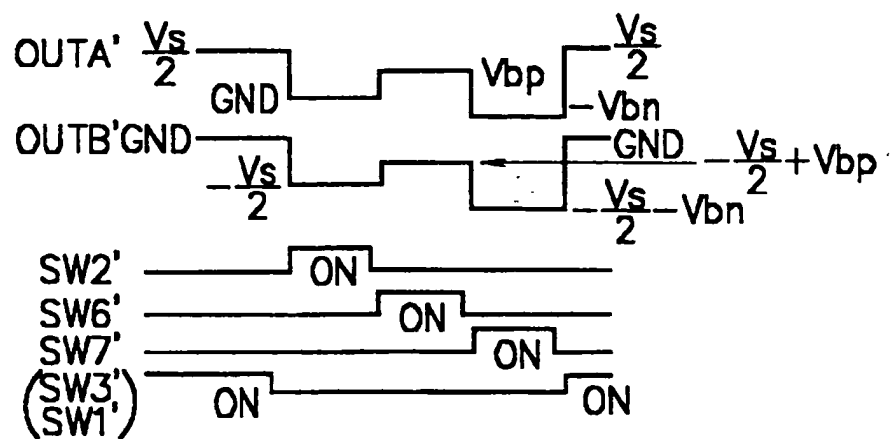 OUTA' Vs/2 Vs/2
GND Vbp -Vbn
OUTB' GND GND -Vs/2+Vbp
-Vs/2 -Vs/2-Vbn
SW2' ON
SW6' ON
SW7' ON
(SW3' SW1') ON ON